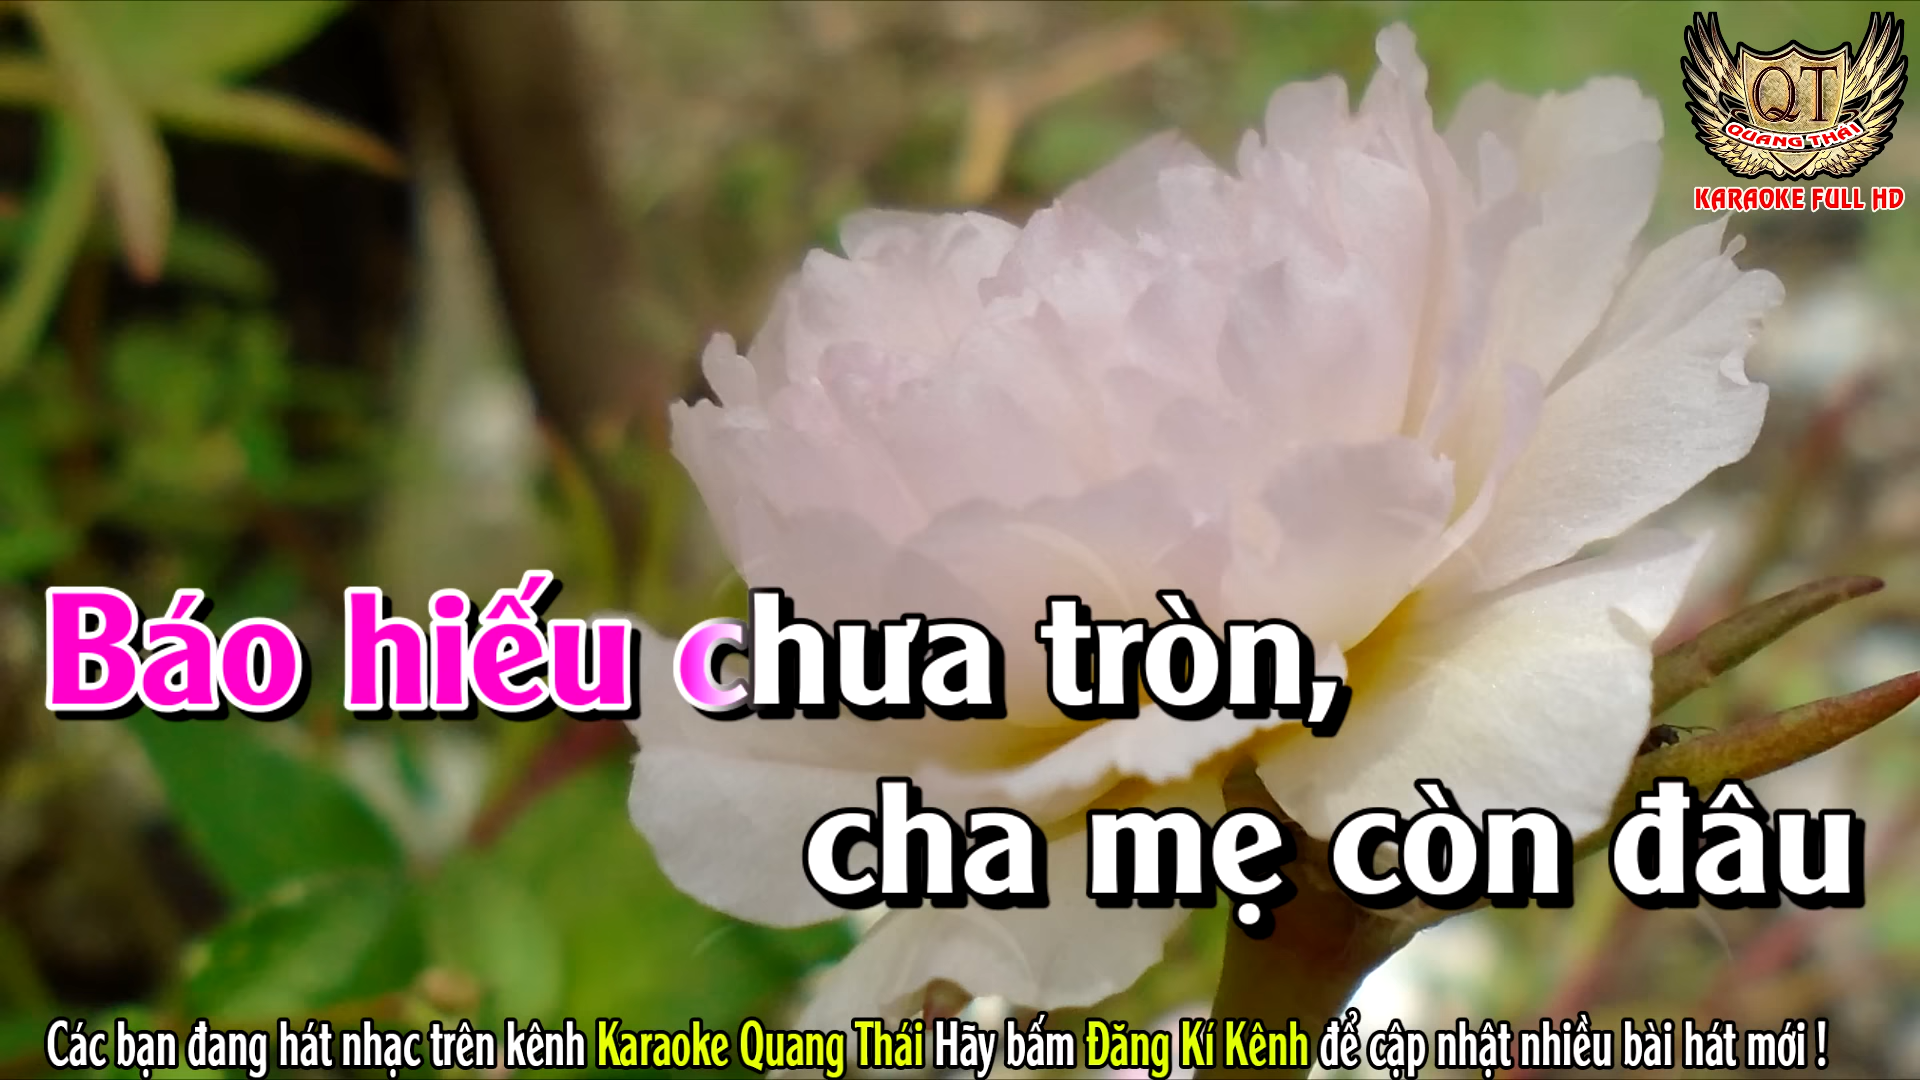 QT
QUANG THÁI
KARAOKE FULL HD
Báo hiếu chưa tròn,
cha mẹ còn đâu
Các bạn đang hát nhạc trên kênh Karaoke Quang Thái Hãy bấm Đăng Kí Kênh để cập nhật nhiều bài hát mới !